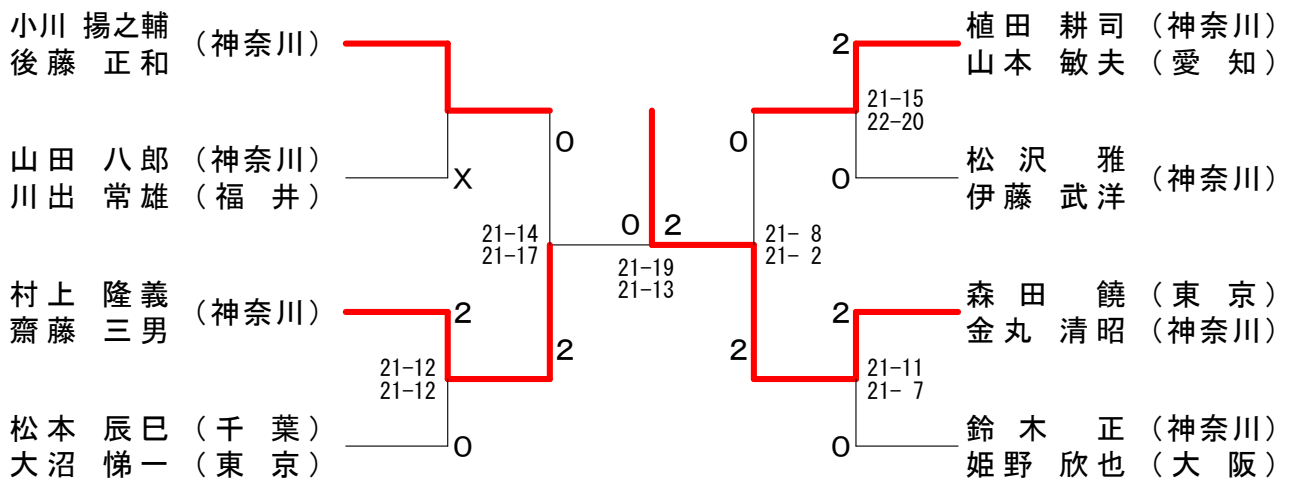 小川 揚之輔
後藤 正和
(神奈川)
山田 八郎 (神奈川)
川出 常雄 (福 井)
X
村上 隆義
齋藤 三男
(神奈川)
2
松本 辰巳 (千 葉)
大沼 悌一 (東 京)
0
21-12
21-12
0
21-14
21-17
2
0 2
21-19
21-13
0
21- 8
21- 2
2
植田 耕司 (神奈川)
山本 敏夫 (愛 知)
2
21-15
22-20
松沢 雅
伊藤 武洋
(神奈川)
0
森田 饒 (東 京)
金丸 清昭 (神奈川)
2
21-11
21- 7
鈴木 正 (神奈川)
姫野 欣也 (大 阪)
0